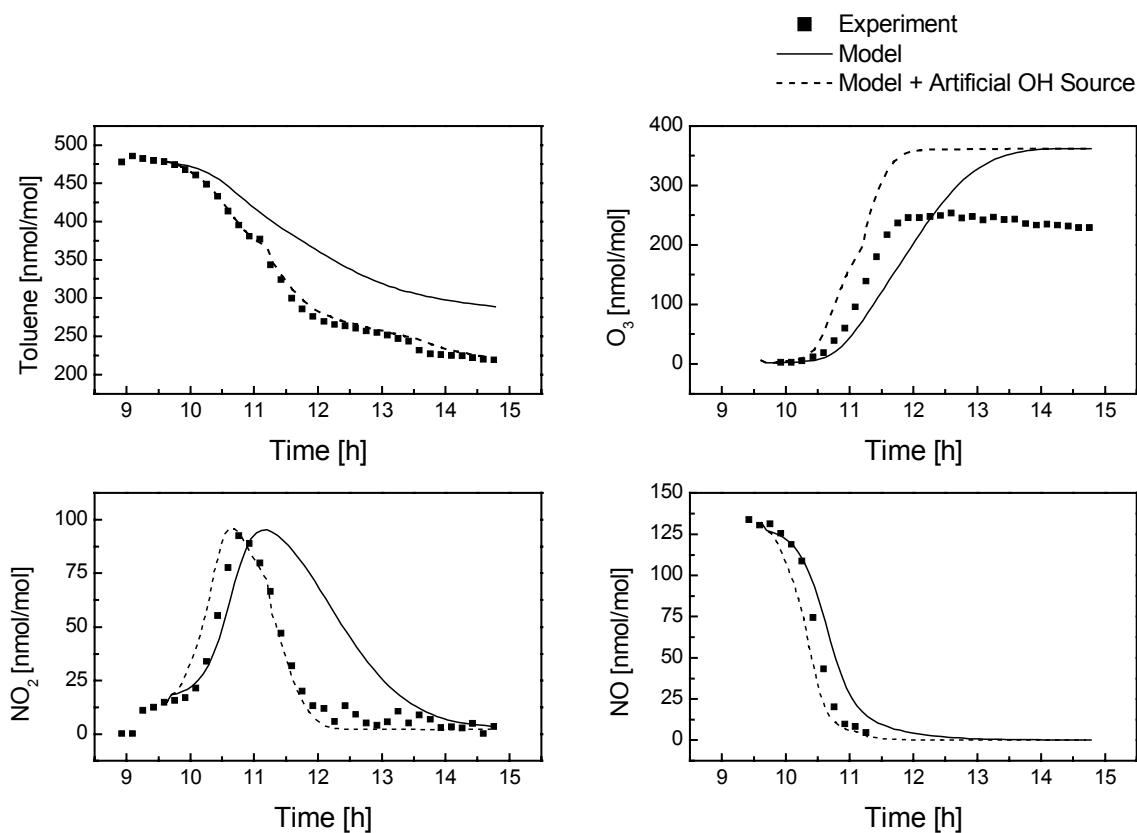 Experiment
Model
Model + Artificial OH Source
500
450
400
350
300
250
200
Toluene [nmol/mol]
9 10 11 12 13 14 15
Time [h]
400
300
200
100
0
O3 [nmol/mol]
9 10 11 12 13 14 15
Time [h]
100
75
50
25
0
NO2 [nmol/mol]
9 10 11 12 13 14 15
Time [h]
150
125
100
75
50
25
0
NO [nmol/mol]
9 10 11 12 13 14 15
Time [h]